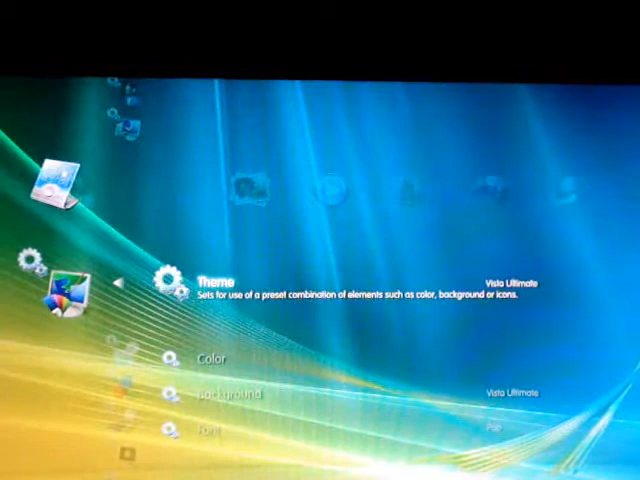 Theme Vista Ultimate
Sets for use of a preset combination of elements such as color, background or icons.
Color
Background Vista Ultimate
Font Pop